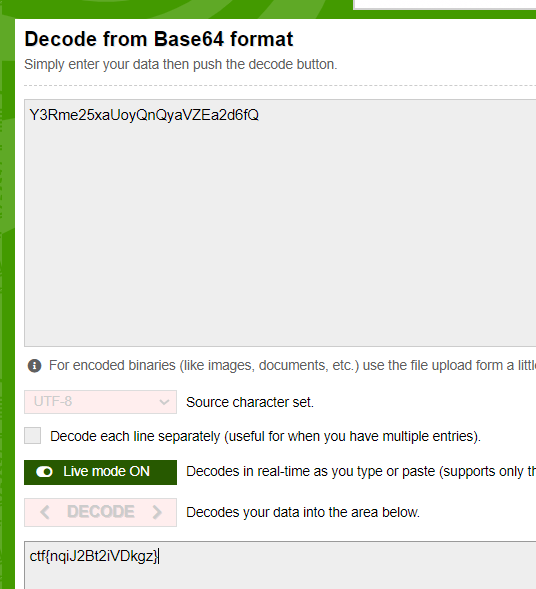 Decode from Base64 format
Simply enter your data then push the decode button.
Y3Rme25xaUoyQnQyaVZEa2d6fQ
For encoded binaries (like images, documents, etc.) use the file upload form a little
UTF-8
Source character set.
Decode each line separately (useful for when you have multiple entries).
Live mode ON
Decodes in real-time as you type or paste (supports only
DECODE
Decodes your data into the area below.
ctf{nqiJ2Bt2iVDkgz}